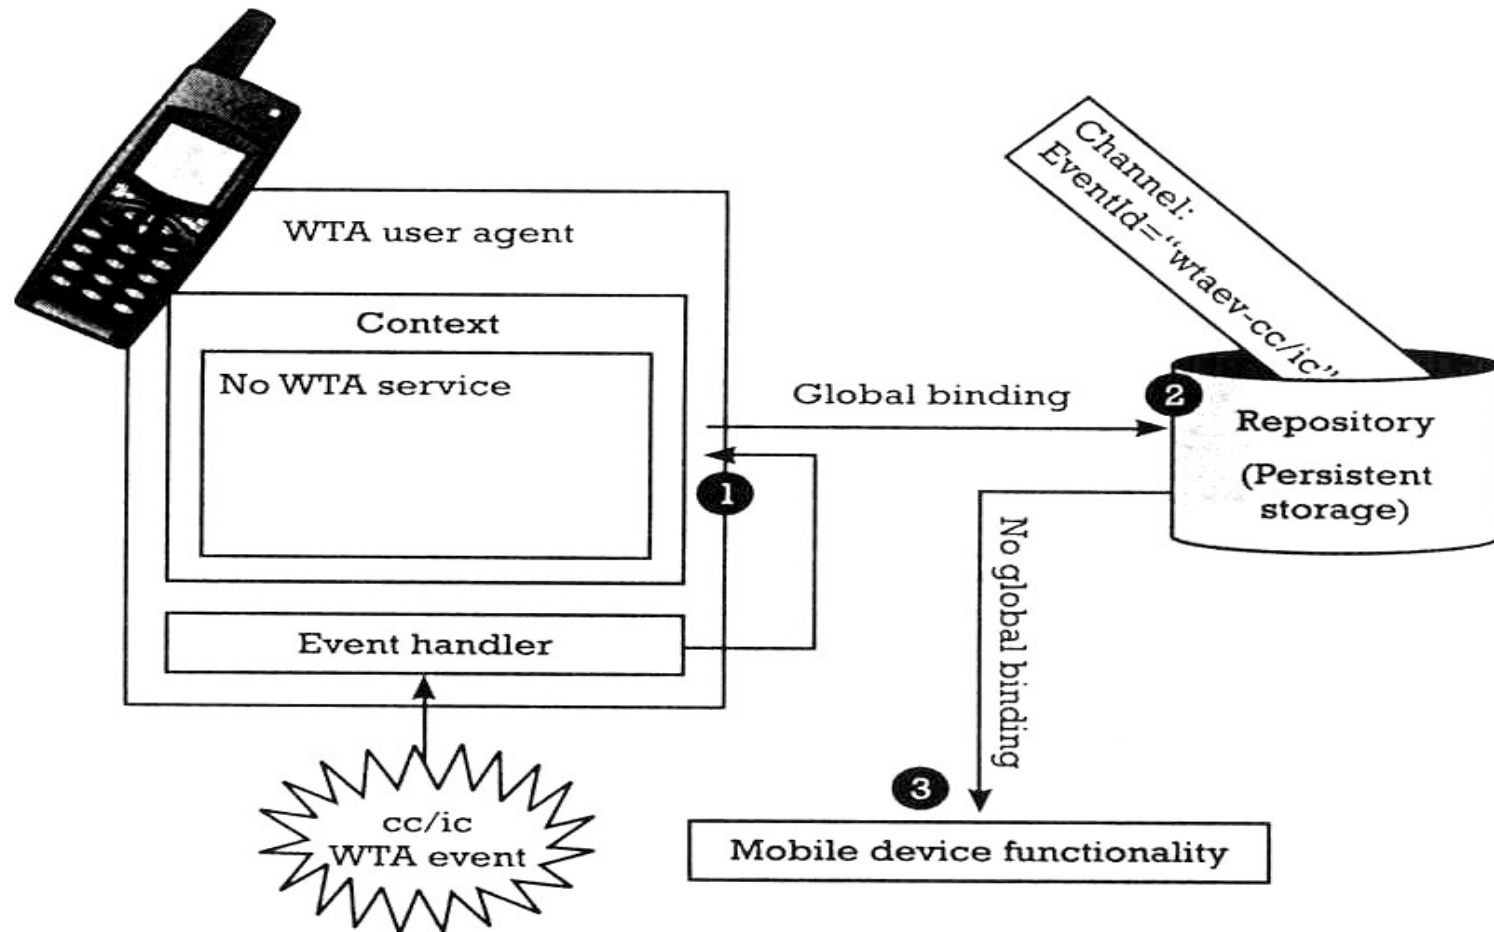 Channel:
EventId="wtaev-cc/ic"
WTA user agent
Context
No WTA service
Global binding
2
Repository
(Persistent
storage)
1
No global binding
Event handler
3
cc/ic
WTA event
Mobile device functionality